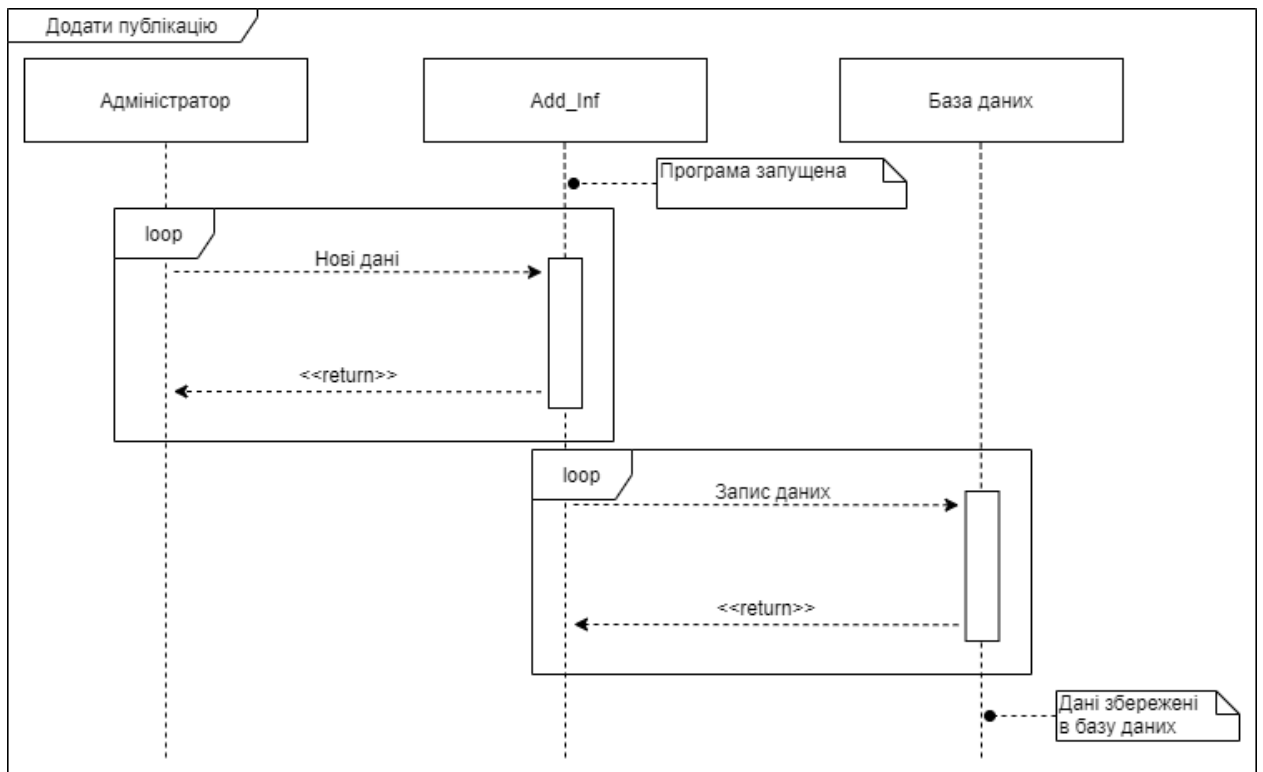 Додати публікацію
Адміністратор
Add_Inf
База даних
Програма запущена
loop
Нові дані
<<return>>
loop
Запис даних
<<return>>
Дані збережені
в базу даних